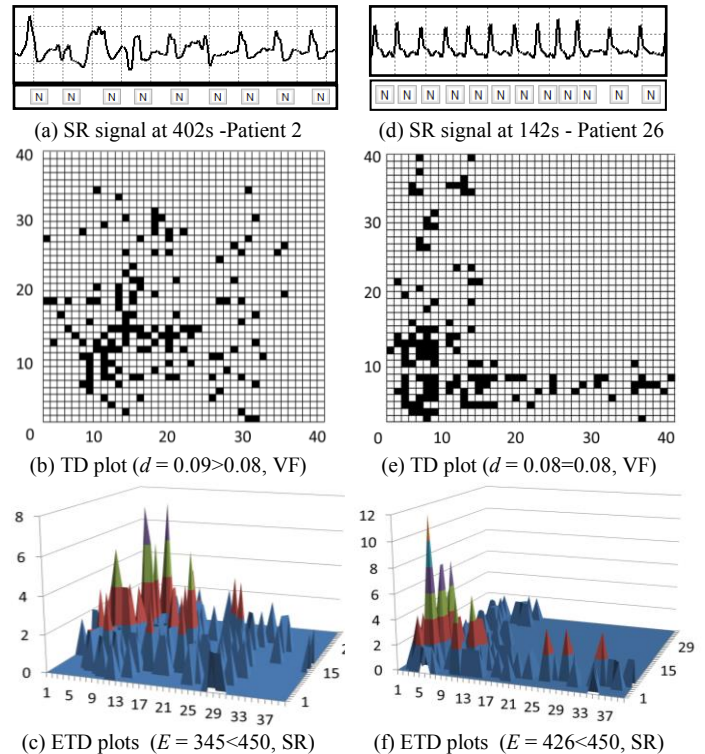 N N N N N N N N
N N N N N N N N N N N N
(a) SR signal at 402s -Patient 2
(d) SR signal at 142s - Patient 26
40
30
20
10
0
10 20 30 40
(b) TD plot (d = 0.09>0.08, VF)
40
30
20
10
0
10 20 30 40
(e) TD plot (d = 0.08=0.08, VF)
8
6
4
2
0
1 5 9 13 17 21 25 29 33 37
1
15
2
(c) ETD plots (E = 345<450, SR)
12
10
8
6
4
2
0
1 5 9 13 17 21 25 29 33 37
1
15
29
(f) ETD plots (E = 426<450, SR)